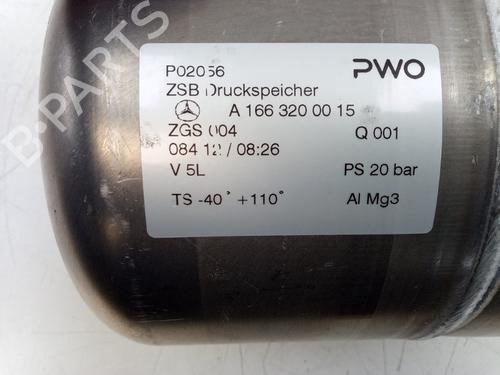 P02056 PWO
ZSB Druckspeicher
A 166 320 00 15
ZGS 004 Q 001
084 12 / 08:26
V 5L PS 20 bar
TS -40° +110° Al Mg3
B-Parts